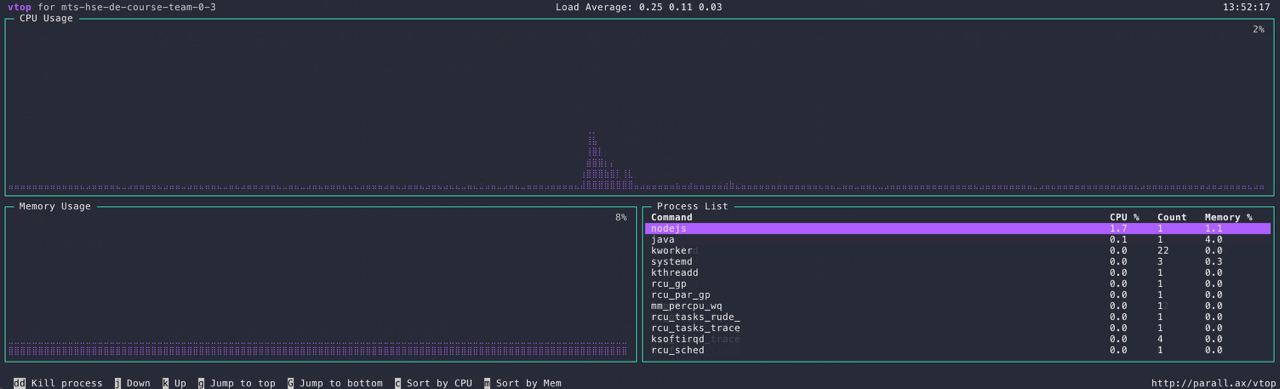 vtop for mts-hse-de-course-team-0-3 Load Average: 0.25 0.11 0.03 13:52:17
CPU Usage
2%
Memory Usage
8%
Process List
Command CPU % Count Memory %
nodejs 1.7 1 1.1
java 0.1 1 4.0
kworker 0.0 22 0.0
systemd 0.0 3 0.3
kthreadd 0.0 1 0.0
rcu_gp 0.0 1 0.0
rcu_par_gp 0.0 1 0.0
mm_percpu_wq 0.0 1 0.0
rcu_tasks_rude_ 0.0 1 0.0
rcu_tasks_trace 0.0 1 0.0
ksoftirqd 0.0 4 0.0
rcu_sched 0.0 1 0.0
dd Kill process j Down k Up g Jump to top G Jump to bottom c Sort by CPU m Sort by Mem http://parall.ax/vtop